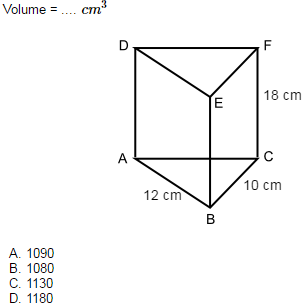 Volume = .... cm³
D
F
E
18 cm
A
C
12 cm
10 cm
B
A. 1090
B. 1080
C. 1130
D. 1180